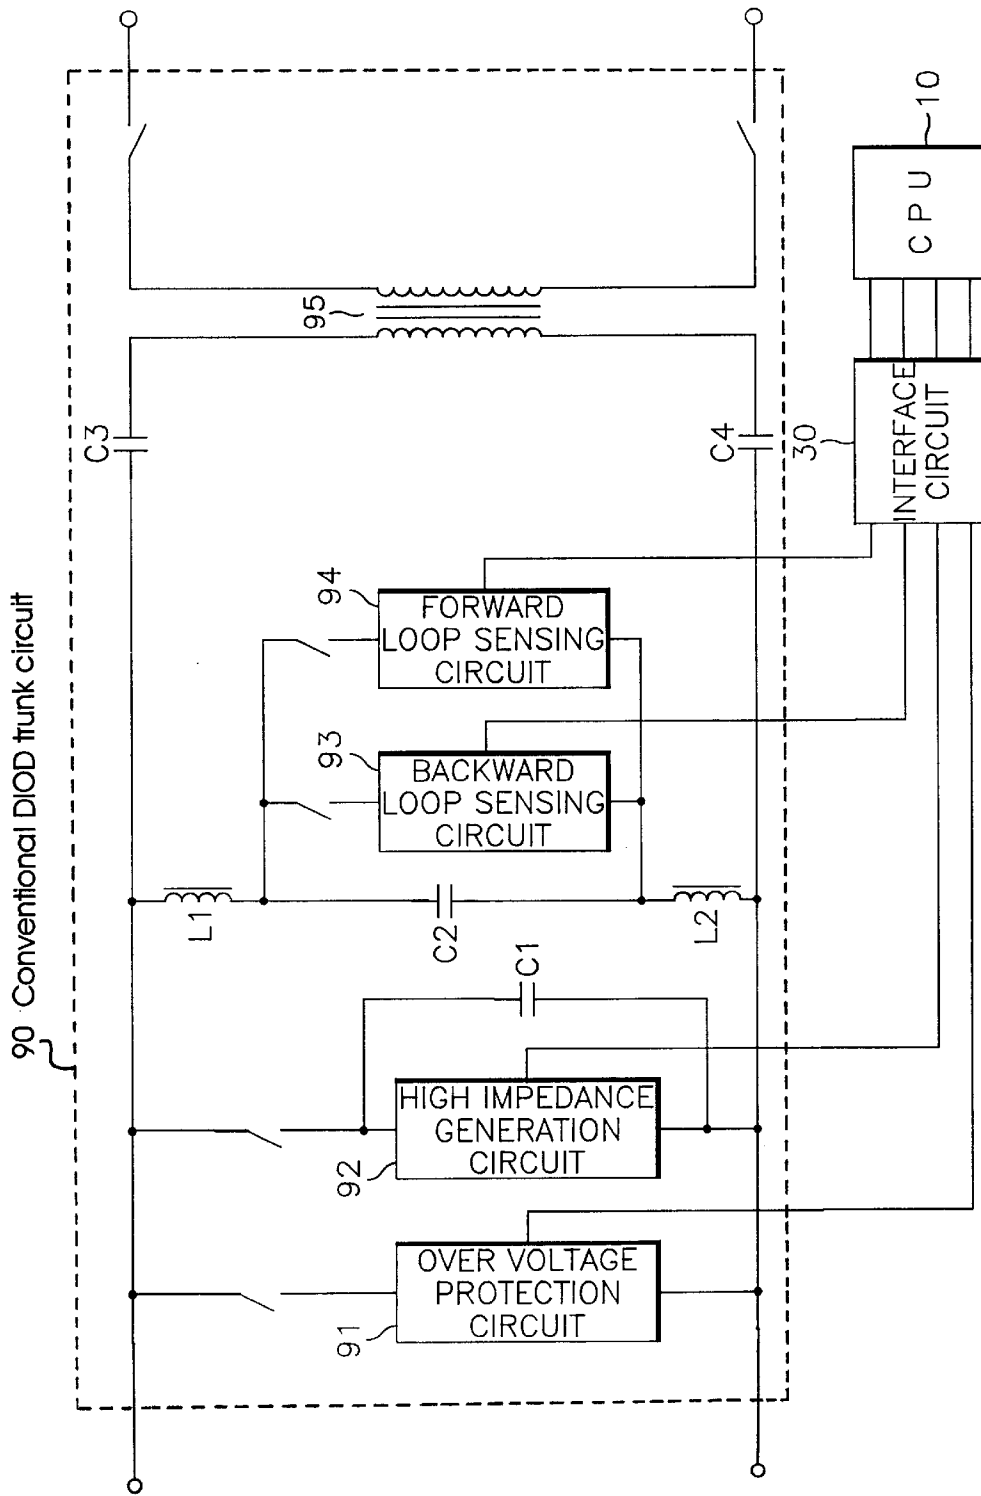 90 Conventional DIOD trunk circuit
OVER VOLTAGE
PROTECTION
CIRCUIT
91
HIGH IMPEDANCE
GENERATION
CIRCUIT
92
C1
L1
C2
L2
BACKWARD
LOOP SENSING
CIRCUIT
93
FORWARD
LOOP SENSING
CIRCUIT
94
C3
C4
95
INTERFACE
CIRCUIT
30
CPU
10